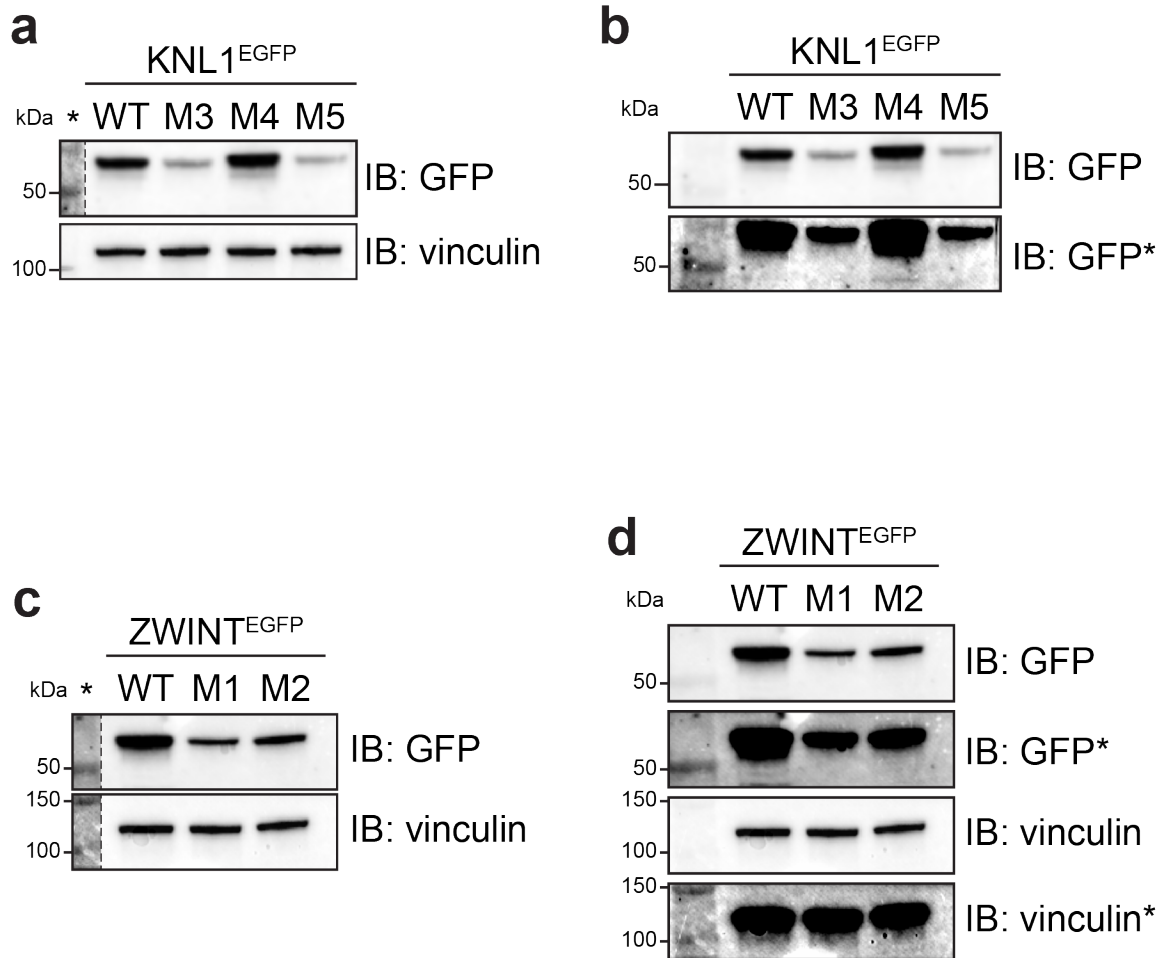 a
KNL1EGFP
kDa * WT M3 M4 M5
50 IB: GFP
100 IB: vinculin
b
KNL1EGFP
kDa WT M3 M4 M5
50 IB: GFP
50 IB: GFP*
c
ZWINTEGFP
kDa * WT M1 M2
50 IB: GFP
150
100 IB: vinculin
d
ZWINTEGFP
kDa WT M1 M2
50 IB: GFP
50 IB: GFP*
150
100 IB: vinculin
150
100 IB: vinculin*